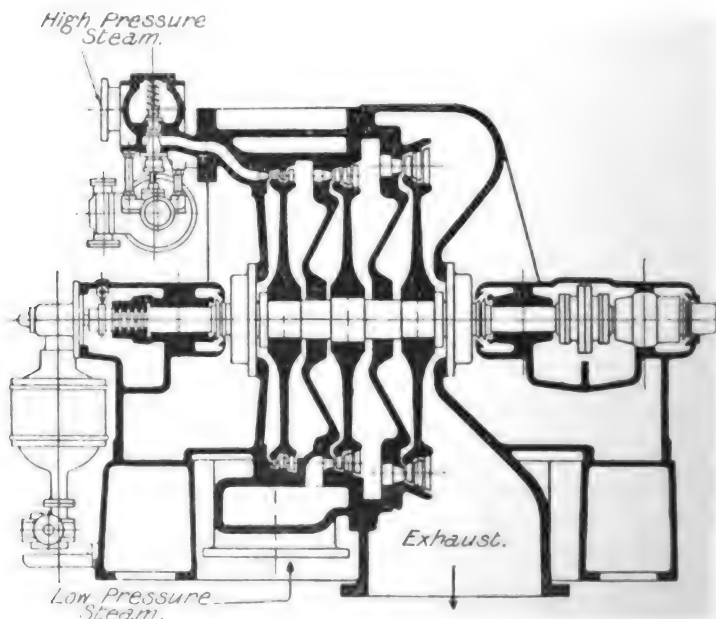 High Pressure
Steam.
Exhaust.
Low Pressure
Steam.